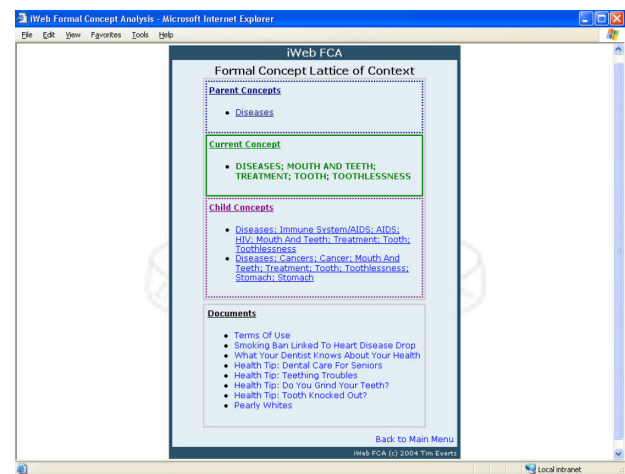 iWeb Formal Concept Analysis - Microsoft Internet Explorer
File Edit View Favorites Tools Help
iWeb FCA
Formal Concept Lattice of Context
Parent Concepts
Diseases
Current Concept
DISEASES; MOUTH AND TEETH;
TREATMENT; TOOTH; TOOTHLESSNESS
Child Concepts
Diseases; Immune System/AIDS; AIDS;
HIV; Mouth And Teeth; Treatment; Tooth;
Toothlessness
Diseases; Cancers; Cancer; Mouth And
Teeth; Treatment; Tooth; Toothlessness;
Stomach; Stomach
Documents
Terms Of Use
Smoking Ban Linked To Heart Disease Drop
What Your Dentist Knows About Your Health
Health Tip: Dental Care For Seniors
Health Tip: Teething Troubles
Health Tip: Do You Grind Your Teeth?
Health Tip: Tooth Knocked Out?
Pearly Whites
Back to Main Menu
iWeb FCA (c) 2004 Tim Everts
Local intranet